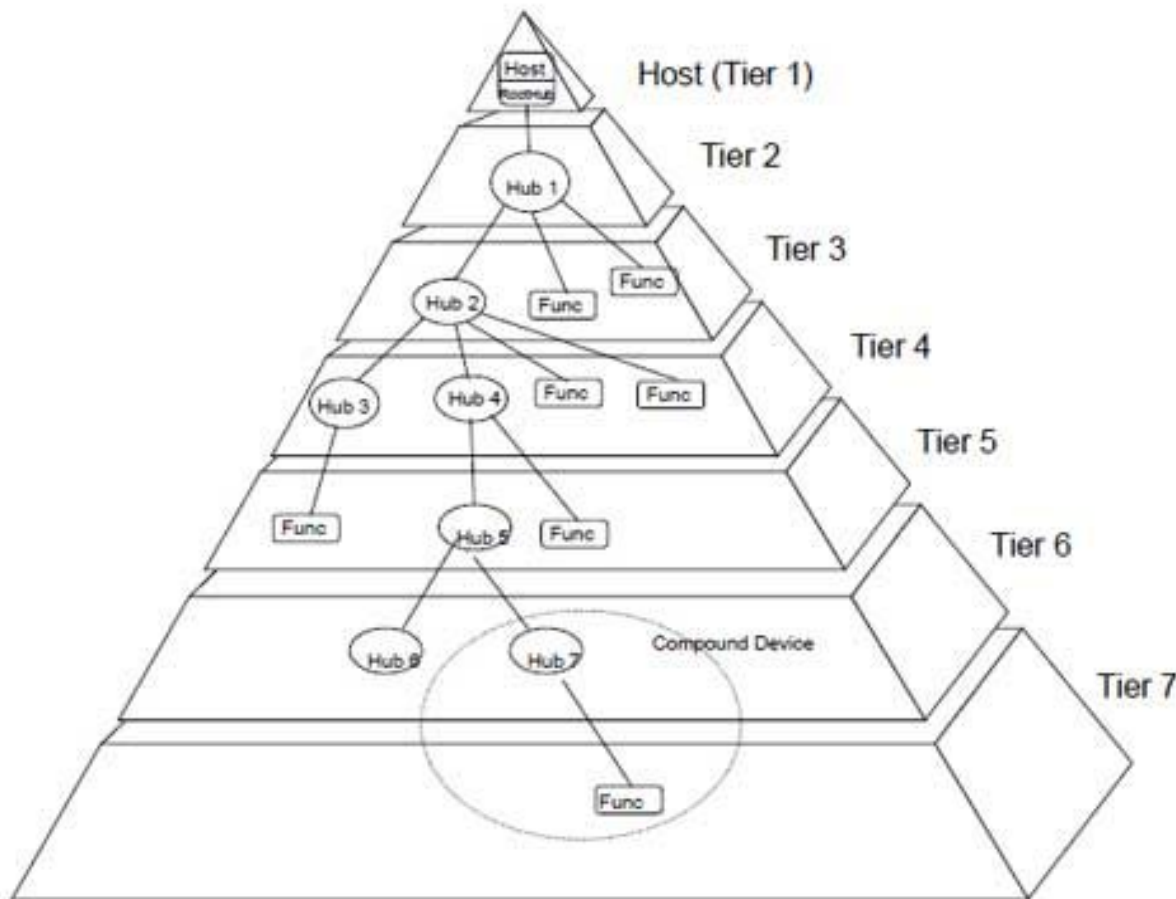 Host
RootHub
Host (Tier 1)
Hub 1
Tier 2
Hub 2
Func
Func
Tier 3
Hub 3
Hub 4
Func
Func
Tier 4
Func
Hub 5
Func
Tier 5
Hub 6
Hub 7
Compound Device
Tier 6
Func
Tier 7